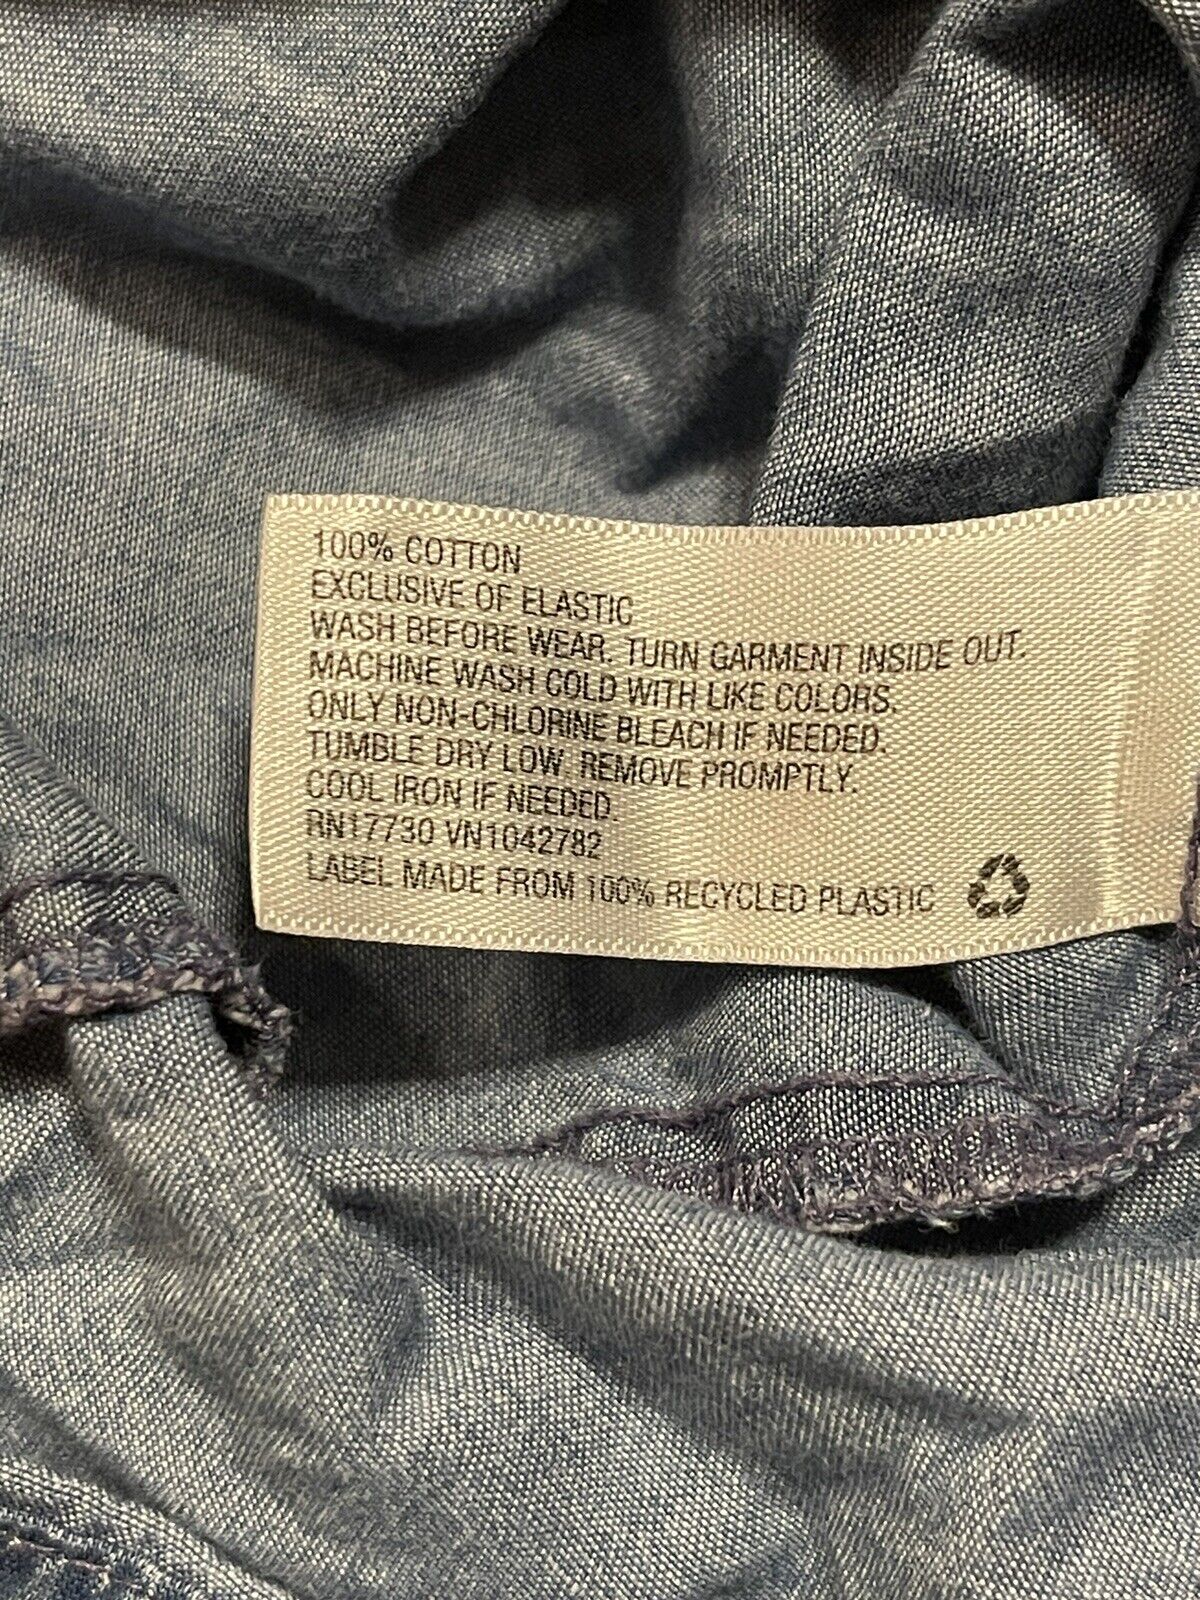 100% COTTON
EXCLUSIVE OF ELASTIC
WASH BEFORE WEAR. TURN GARMENT INSIDE OUT.
MACHINE WASH COLD WITH LIKE COLORS.
ONLY NON-CHLORINE BLEACH IF NEEDED.
TUMBLE DRY LOW. REMOVE PROMPTLY.
COOL IRON IF NEEDED.
RN17730 VN1042782
LABEL MADE FROM 100% RECYCLED PLASTIC